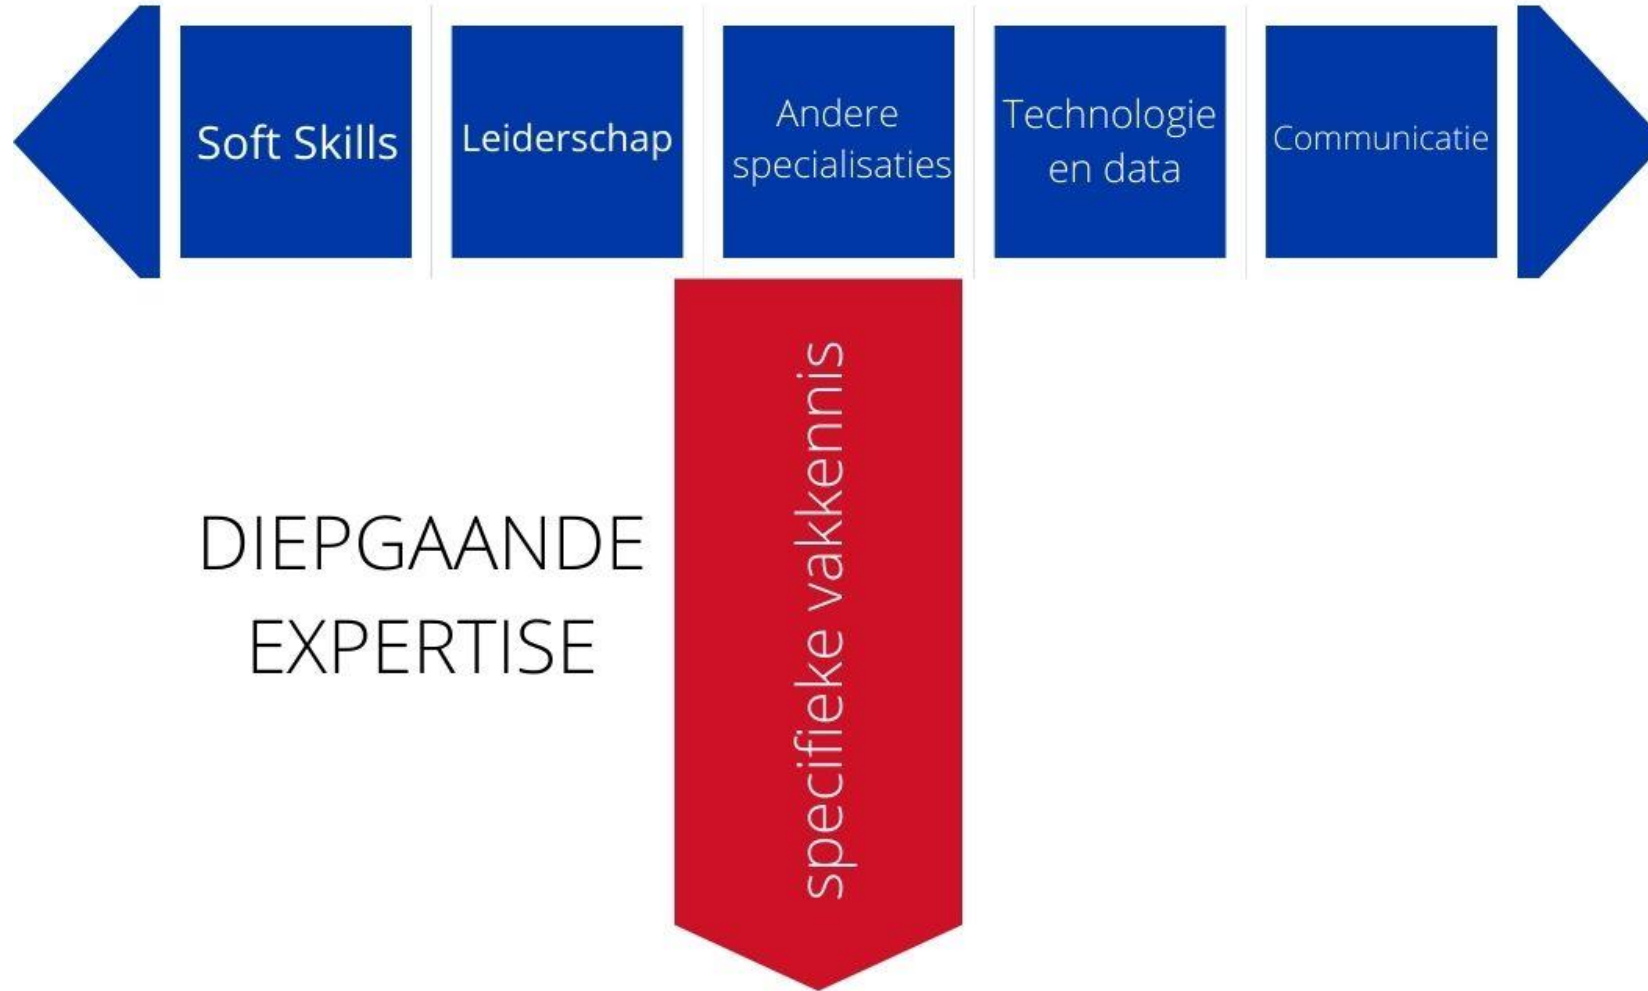 Soft Skills
Leiderschap
Andere
specialisaties
Technologie
en data
Communicatie
DIEPGAANDE
EXPERTISE
specifieke vakkennis